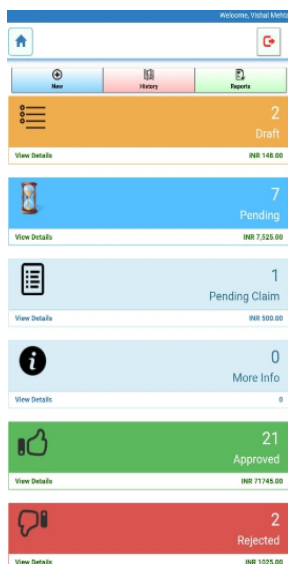 Welcome, Vishal Mehta
New
History
Reports
2
Draft
View Details
INR 146.00
7
Pending
View Details
INR 7,525.00
1
Pending Claim
View Details
INR 500.00
0
More Info
View Details
0
21
Approved
View Details
INR 71745.00
2
Rejected
View Details
INR 1025.00